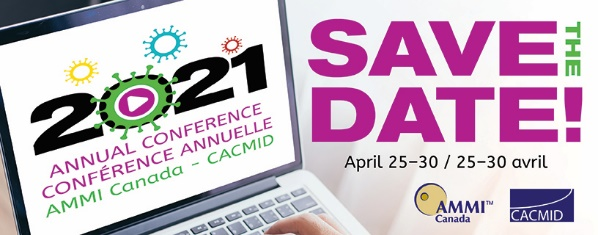 2021
ANNUAL CONFERENCE
CONFÉRENCE ANNUELLE
AMMI Canada - CACMID
SAVE
THE
DATE!
April 25-30 / 25-30 avril
AMMI™
Canada
CACMID